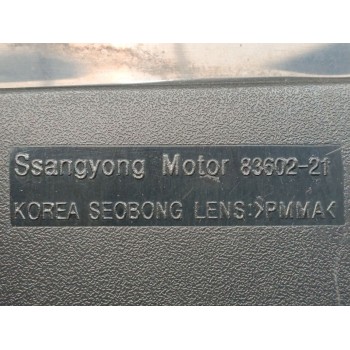 Ssangyong Motor 83602-21
KOREA SEOBONG LENS:>PMMA<